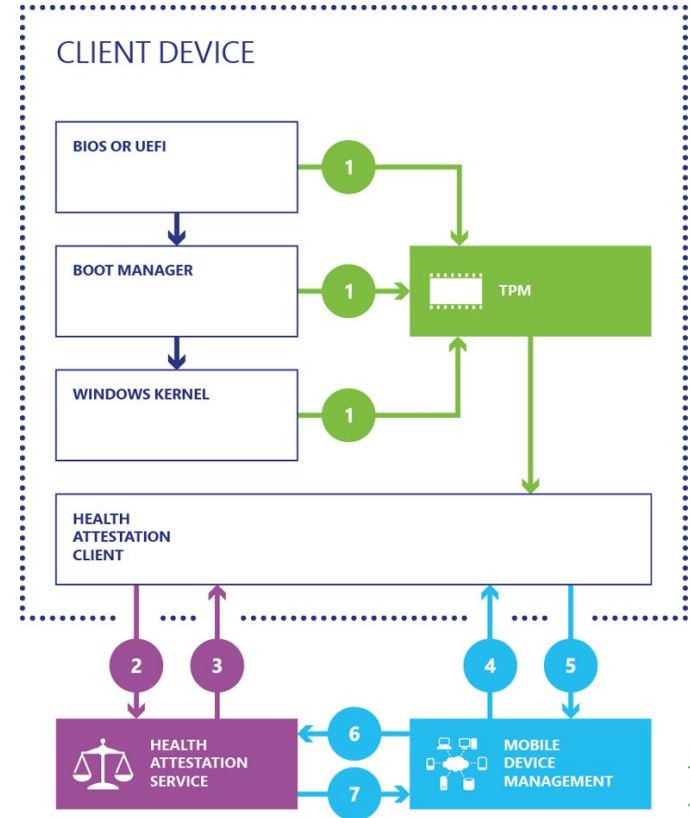 CLIENT DEVICE
BIOS OR UEFI
1
BOOT MANAGER
1
TPM
WINDOWS KERNEL
1
HEALTH
ATTESTATION
CLIENT
2
3
4
5
HEALTH
ATTESTATION
SERVICE
6
7
MOBILE
DEVICE
MANAGEMENT